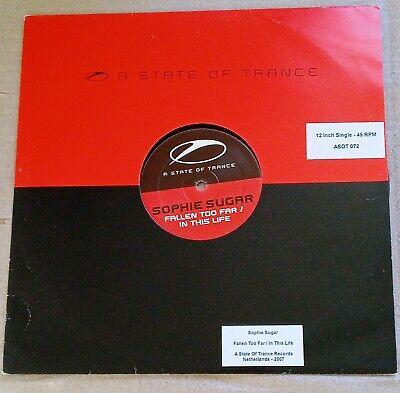 A STATE OF TRANCE
12 Inch Single - 45 RPM
ASOT 072
A STATE OF TRANCE
SOPHIE SUGAR
FALLEN TOO FAR /
IN THIS LIFE
Sophie Sugar
Fallen Too Far / In This Life
A State Of Trance Records
Netherlands - 2007